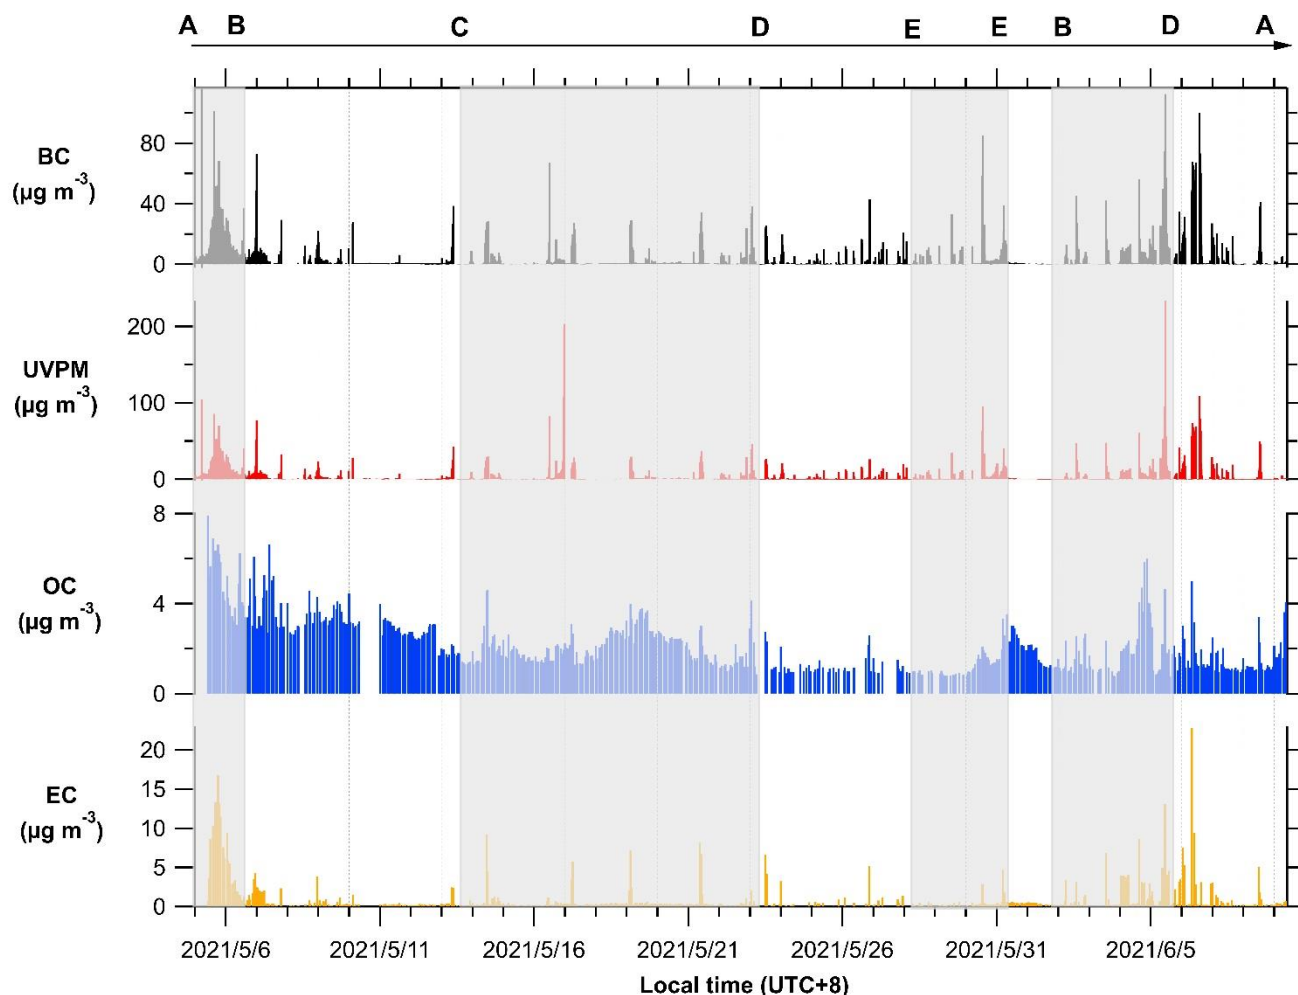 A B C D E E B D A
BC
(µg m⁻³)
80
40
0
UVPM
(µg m⁻³)
200
100
0
OC
(µg m⁻³)
8
4
0
EC
(µg m⁻³)
20
15
10
5
0
2021/5/6 2021/5/11 2021/5/16 2021/5/21 2021/5/26 2021/5/31 2021/6/5
Local time (UTC+8)